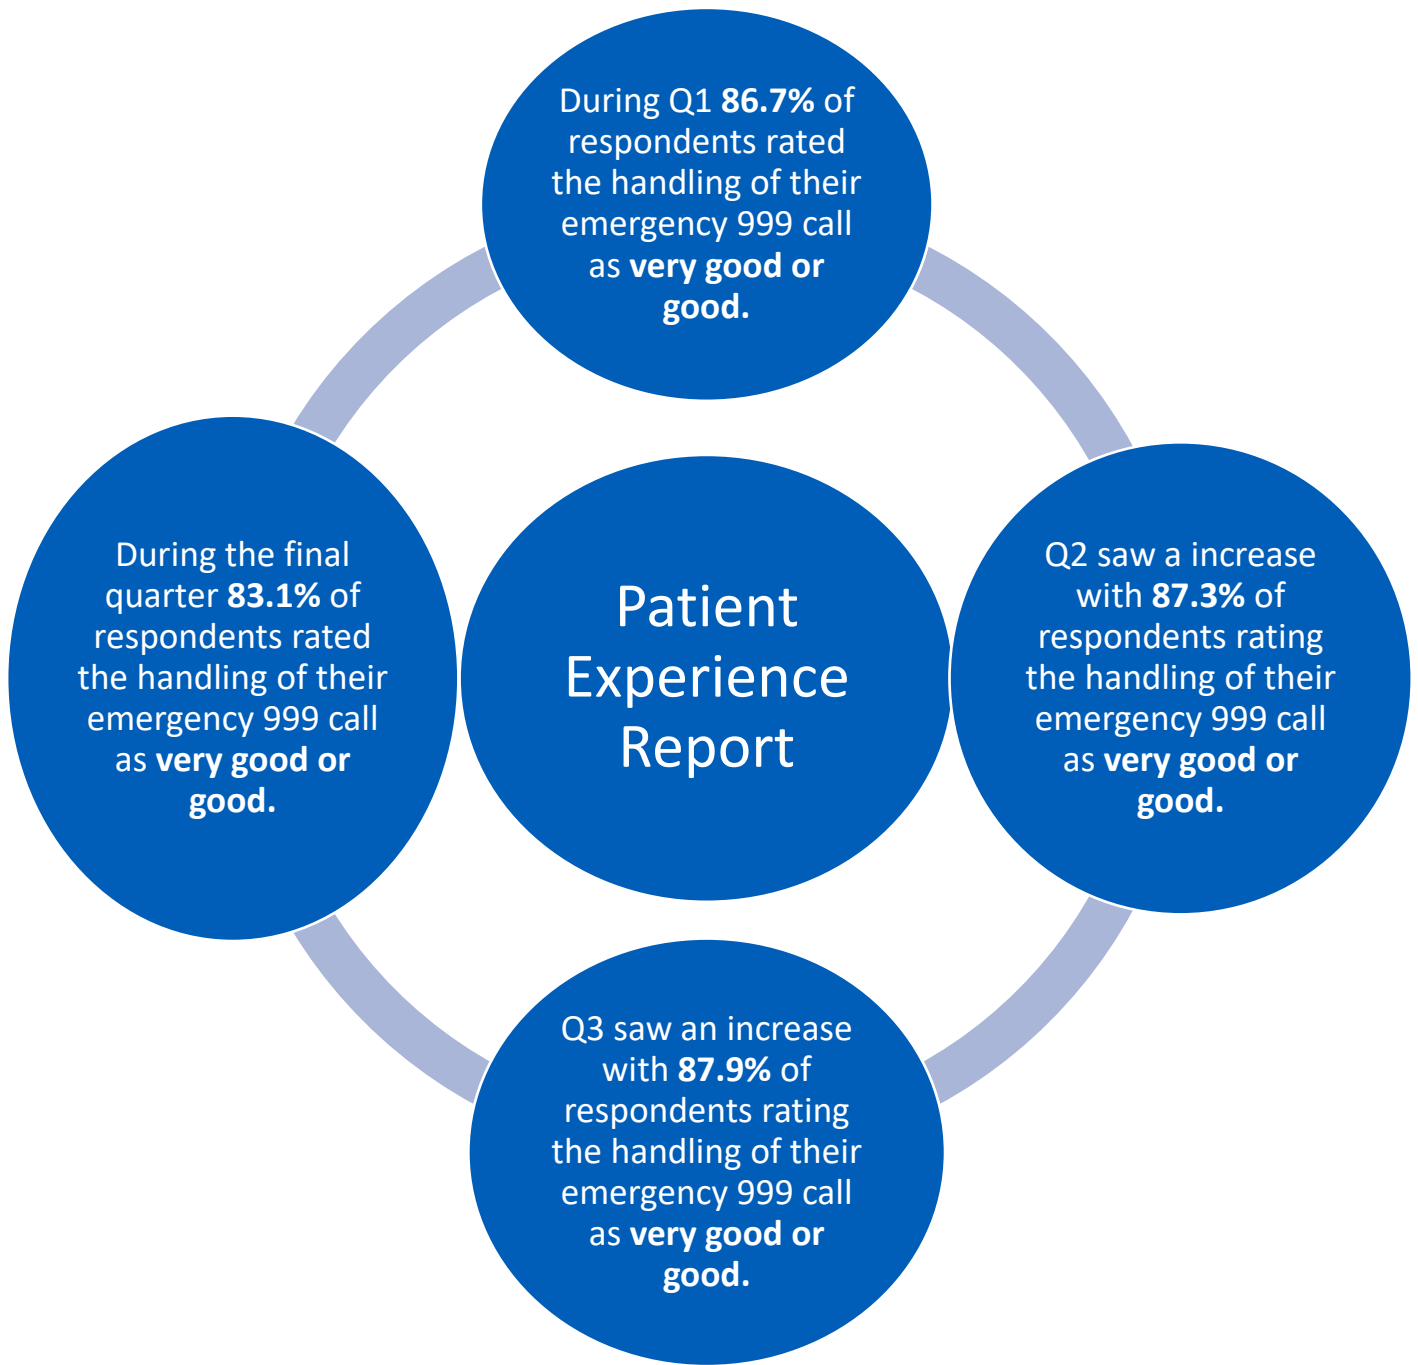 During Q1 86.7% of
respondents rated
the handling of their
emergency 999 call
as very good or
good.
Q2 saw a increase
with 87.3% of
respondents rating
the handling of their
emergency 999 call
as very good or
good.
Q3 saw an increase
with 87.9% of
respondents rating
the handling of their
emergency 999 call
as very good or
good.
During the final
quarter 83.1% of
respondents rated
the handling of their
emergency 999 call
as very good or
good.
Patient
Experience
Report